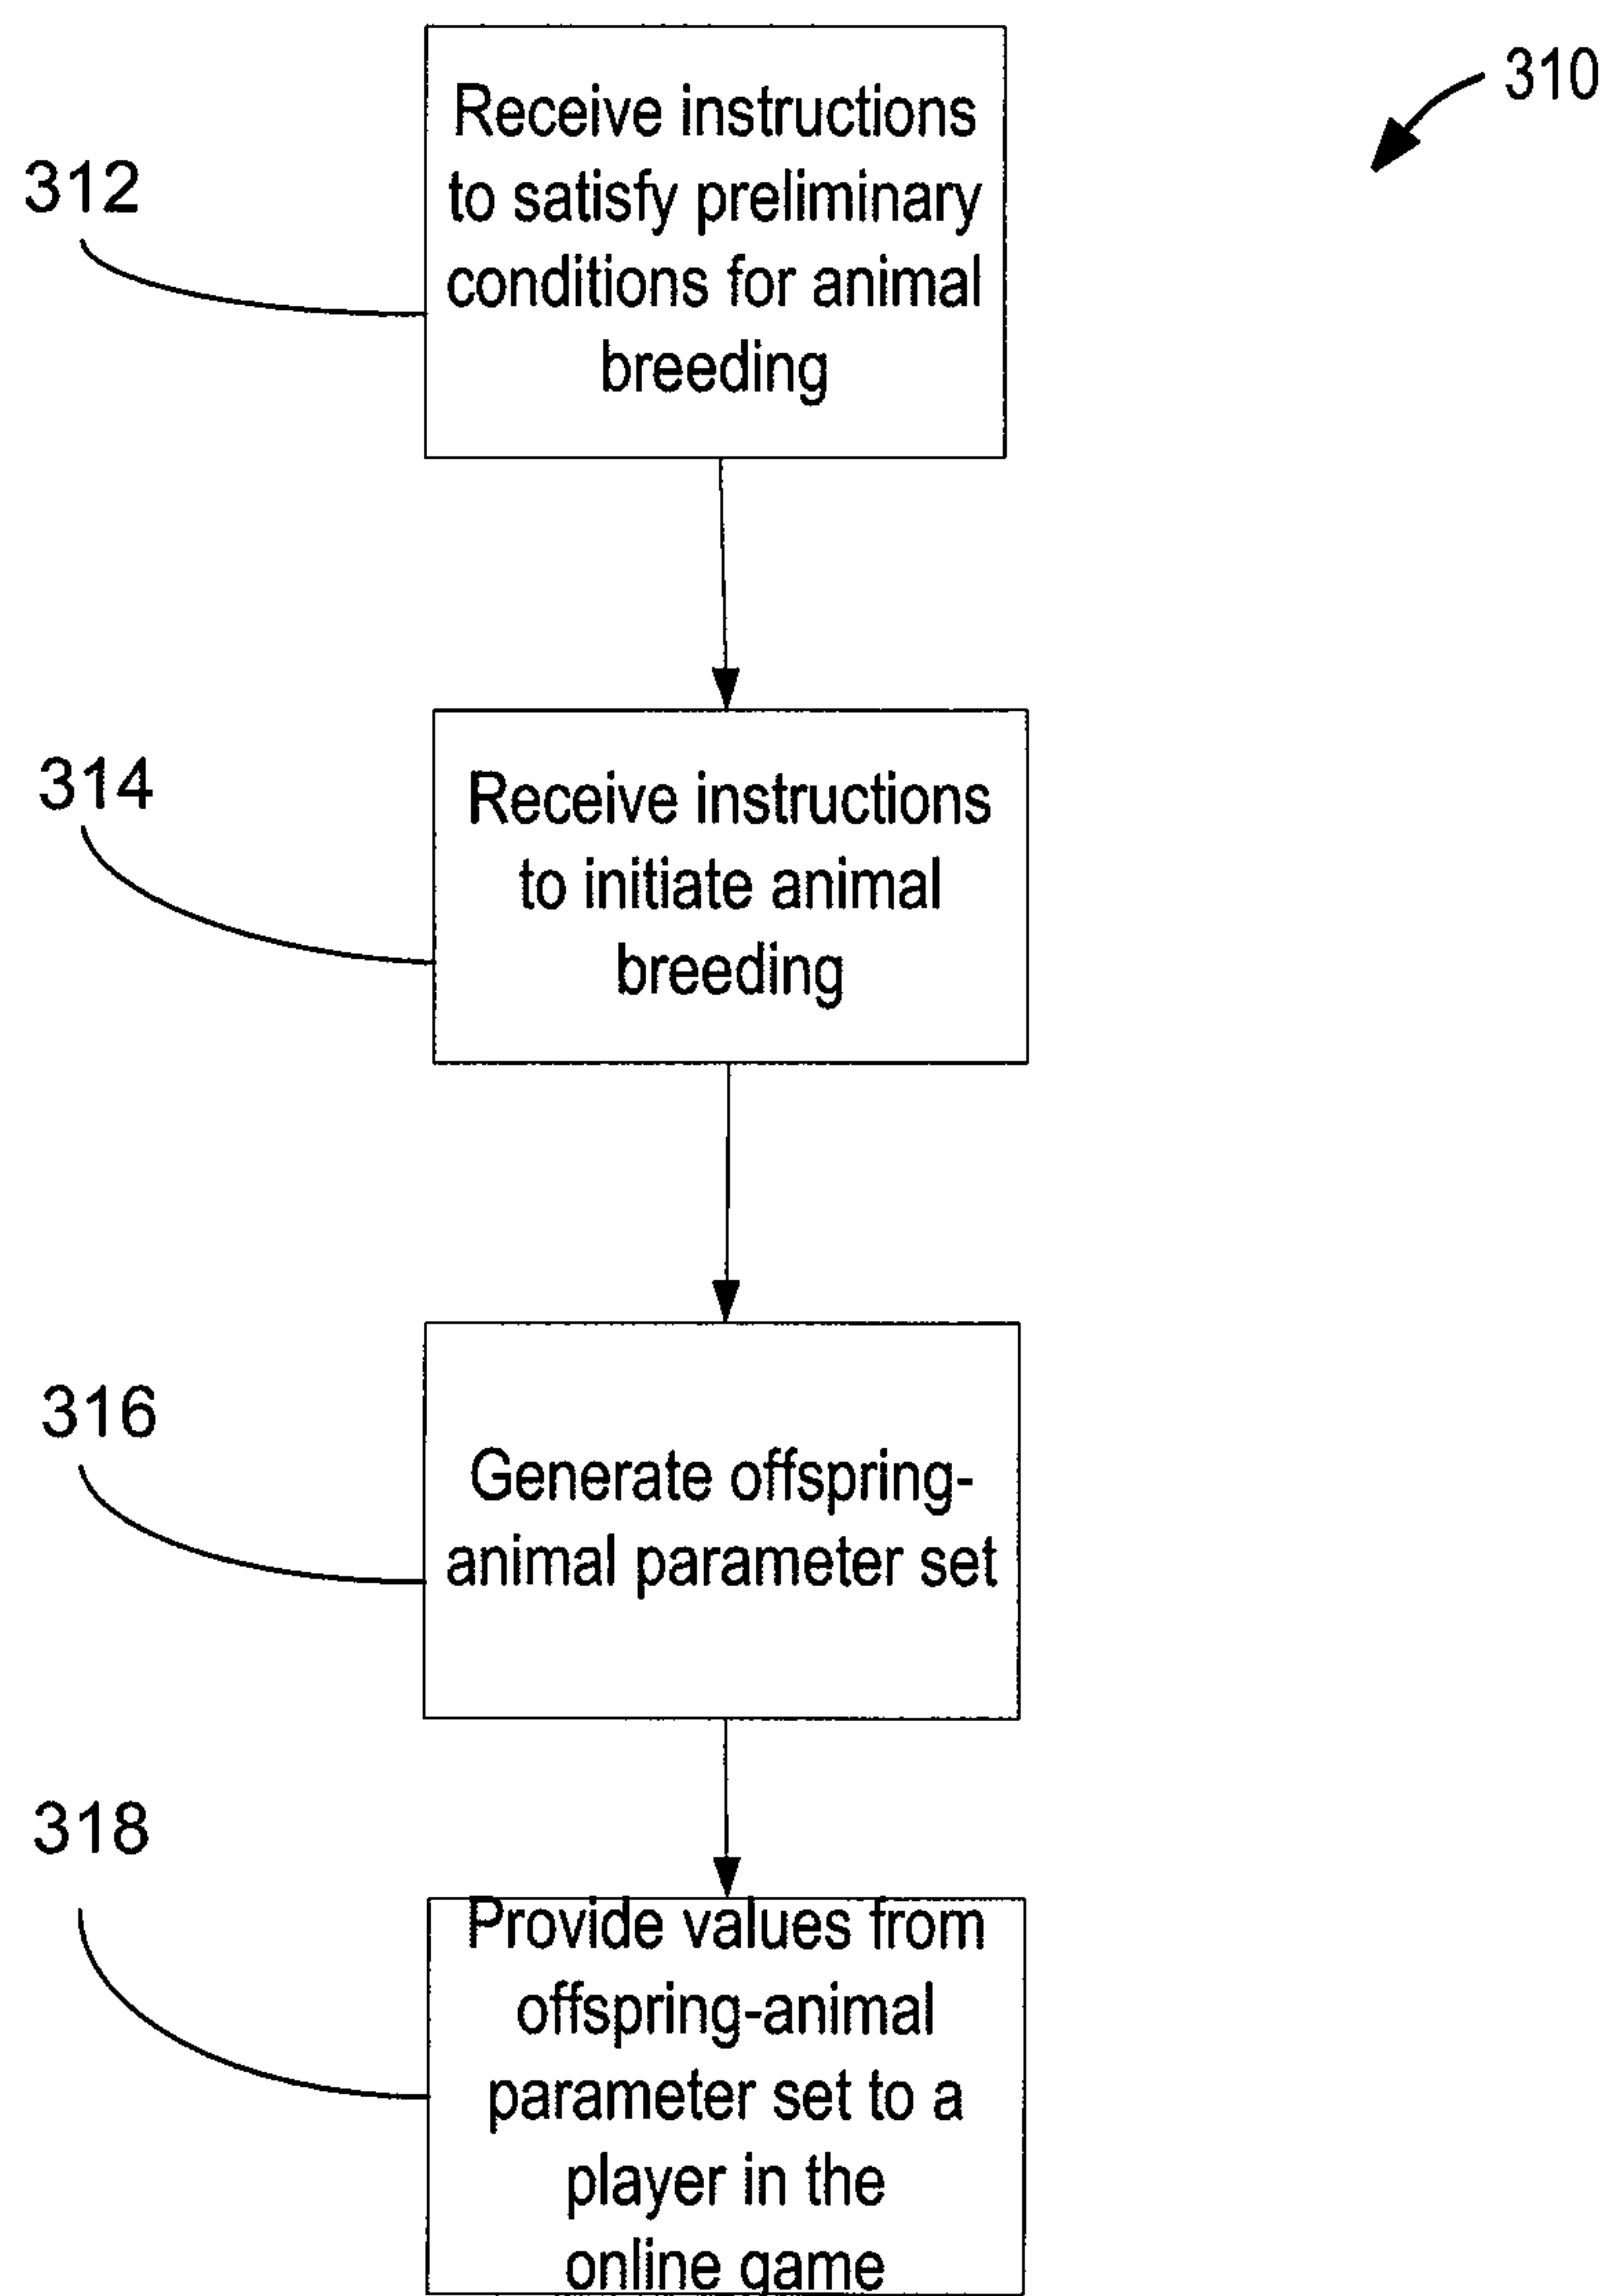 310
312
Receive instructions
to satisfy preliminary
conditions for animal
breeding
314
Receive instructions
to initiate animal
breeding
316
Generate offspring-
animal parameter set
318
Provide values from
offspring-animal
parameter set to a
player in the
online game